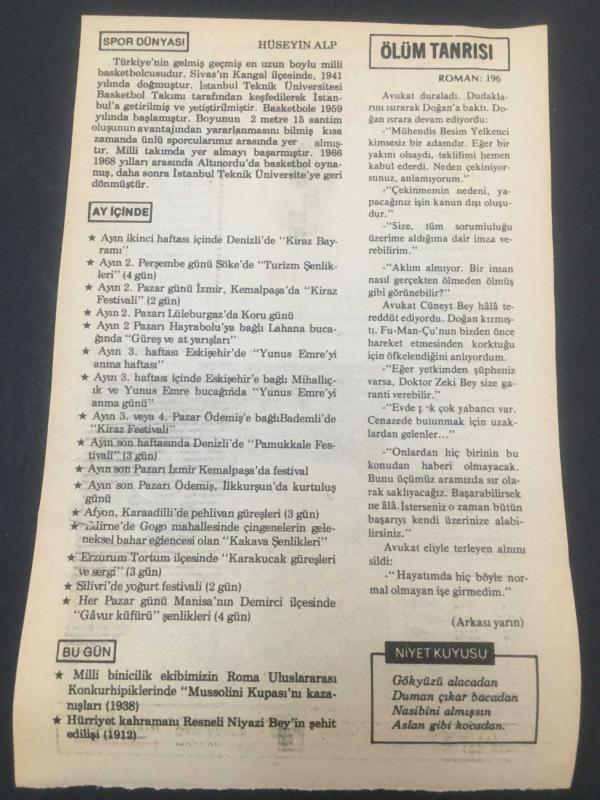 SPOR DÜNYASI
HÜSEYİN ALP
Türkiye'nin gelmiş geçmiş en uzun boylu milli
basketbolcusudur. Sivas'ın Kangal ilçesinde, 1941
yılında doğmuştur. İstanbul Teknik Üniversitesi
Basketbol Takımı tarafından keşfedilerek İstan-
bul'a getirilmiş ve yetiştirilmiştir. Basketbole 1959
yılında başlamıştır. Boyunun 2 metre 15 santim
oluşunun avantajından yararlanmasını bilmiş kısa
zamanda ünlü sporcularımız arasında yer almış-
tır. Milli takımda yer almayı başarmıştır. 1966
1968 yılları arasında Altınordu'da basketbol oyna-
mış, daha sonra İstanbul Teknik Üniversite'ye geri
dönmüştür.
AY İÇİNDE
★ Ayın ikinci haftası içinde Denizli'de "Kiraz Bay-
ramı"
★ Ayın 2. Perşembe günü Söke'de "Turizm Şenlik-
leri" (4 gün)
★ Ayın 2. Pazar günü İzmir, Kemalpaşa'da "Kiraz
Festivali" (2 gün)
★ Ayın 2. Pazarı Lüleburgaz'da Koru günü
★ Ayın 2 Pazarı Hayrabolu'ya bağlı Lahana buca-
ğında "Güreş ve at yarışları"
★ Ayın 3. haftası Eskişehir'de "Yunus Emre'yi
anma haftası"
★ Ayın 3. haftası içinde Eskişehir'e bağlı Mihallıç-
ık ve Yunus Emre bucağında "Yunus Emre'yi
anma günü"
★ Ayın 3. veya 4. Pazar Ödemiş'e bağlıBademli'de
"Kiraz Festivali"
★ Ayın son haftasında Denizli'de "Pamukkale Fes-
tivali" (3 gün)
★ Ayın son Pazarı İzmir Kemalpaşa'da festival
★ Ayın son Pazarı Ödemiş, İlkkurşun'da kurtuluş
günü
★ Afyon, Karaadilli'de pehlivan güreşleri (3 gün)
★ Edirne'de Gogo mahallesinde çingenelerin gele-
neksel bahar eğlencesi olan "Kakava Şenlikleri"
★ Erzurum Tortum ilçesinde "Karakucak güreşleri
ve sergi" (3 gün)
★ Silivri'de yoğurt festivali (2 gün)
★ Her Pazar günü Manisa'nın Demirci ilçesinde
"Gâvur küfürü" şenlikleri (4 gün)
BU GÜN
★ Milli binicilik ekibimizin Roma Uluslararası
Konkurhipiklerinde "Mussolini Kupası'nı kaza-
nışları (1938)
★ Hürriyet kahramanı Resneli Niyazi Bey'in şehit
edilişi (1912)
ÖLÜM TANRISI
ROMAN: 196
Avukat duraladı. Dudakla-
rını ısırarak Doğan'a baktı. Do-
ğan ısrara devam ediyordu:
-"Mühendis Besim Yelkenci
kimsesiz bir adamdır. Eğer bir
yakını olsaydı, teklifimi hemen
kabul ederdi. Neden çekiniyor-
sunuz, anlamıyorum."
-"Çekinmemin nedeni, ya-
pacağınız işin kanun dışı oluşu-
dur."
-"Size, tüm sorumluluğu
üzerime aldığıma dair imza ve-
rebilirim."
-"Aklım almıyor. Bir insan
nasıl gerçekten ölmeden ölmüş
gibi görünebilir?"
Avukat Cüneyt Bey hâlâ te-
reddüt ediyordu. Doğan kızmış-
tı. Fu-Man-Çu'nun bizden önce
hareket etmesinden korktuğu
için öfkelendiğini anlıyordum.
-"Eğer yetkimden şüpheniz
varsa, Doktor Zeki Bey size ga-
ranti verebilir."
-"Evde pek çok yabancı var.
Cenazede bulunmak için uzak-
lardan gelenler..."
-"Onlardan hiç birinin bu
konudan haberi olmayacak.
Bunu üçümüz aramızda sır ola-
rak saklıyacağız. Başarabilirsek
ne âlâ. İsterseniz o zaman bütün
başarıyı kendi üzerinize alabi-
lirsiniz."
Avukat eliyle terleyen alnını
sildi:
-"Hayatımda hiç böyle nor-
mal olmayan işe girmedim."
(Arkası yarın)
NİYET KUYUSU
Gökyüzü alacadan
Duman çıkar bacadan
Nasibini almışsın
Aslan gibi kocadan.